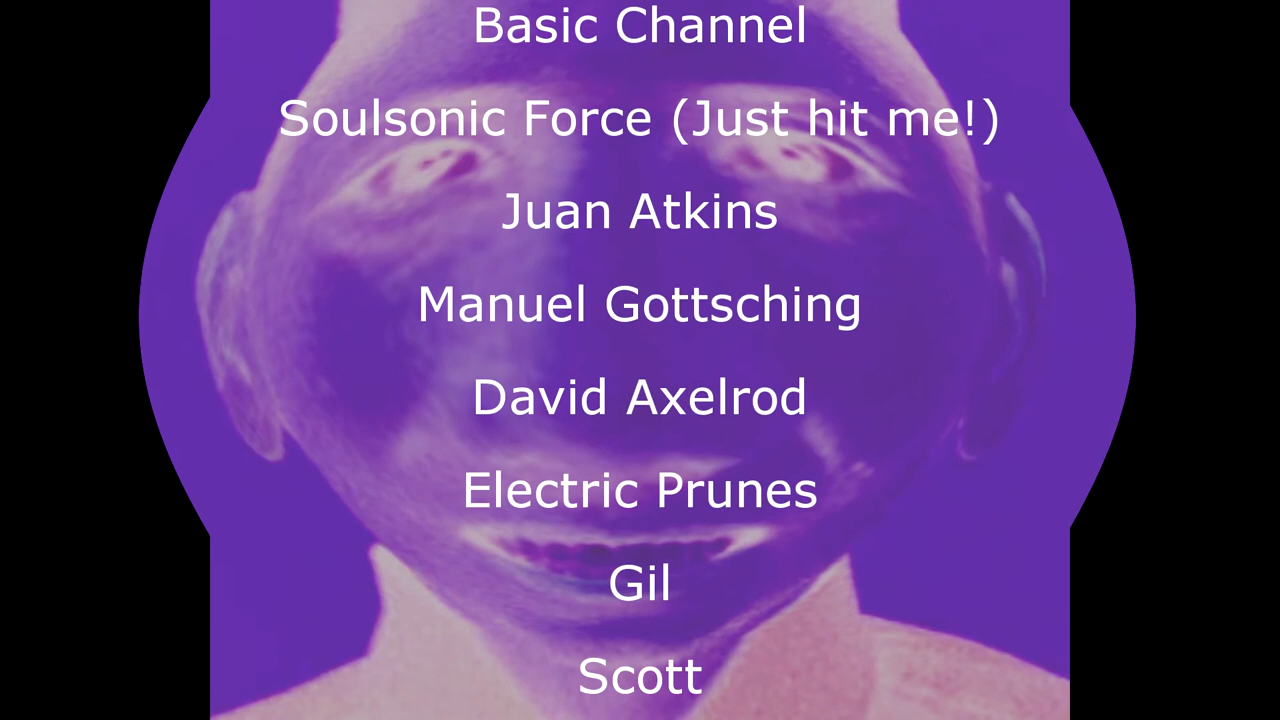 Basic Channel
Soulsonic Force (Just hit me!)
Juan Atkins
Manuel Gottsching
David Axelrod
Electric Prunes
Gil
Scott